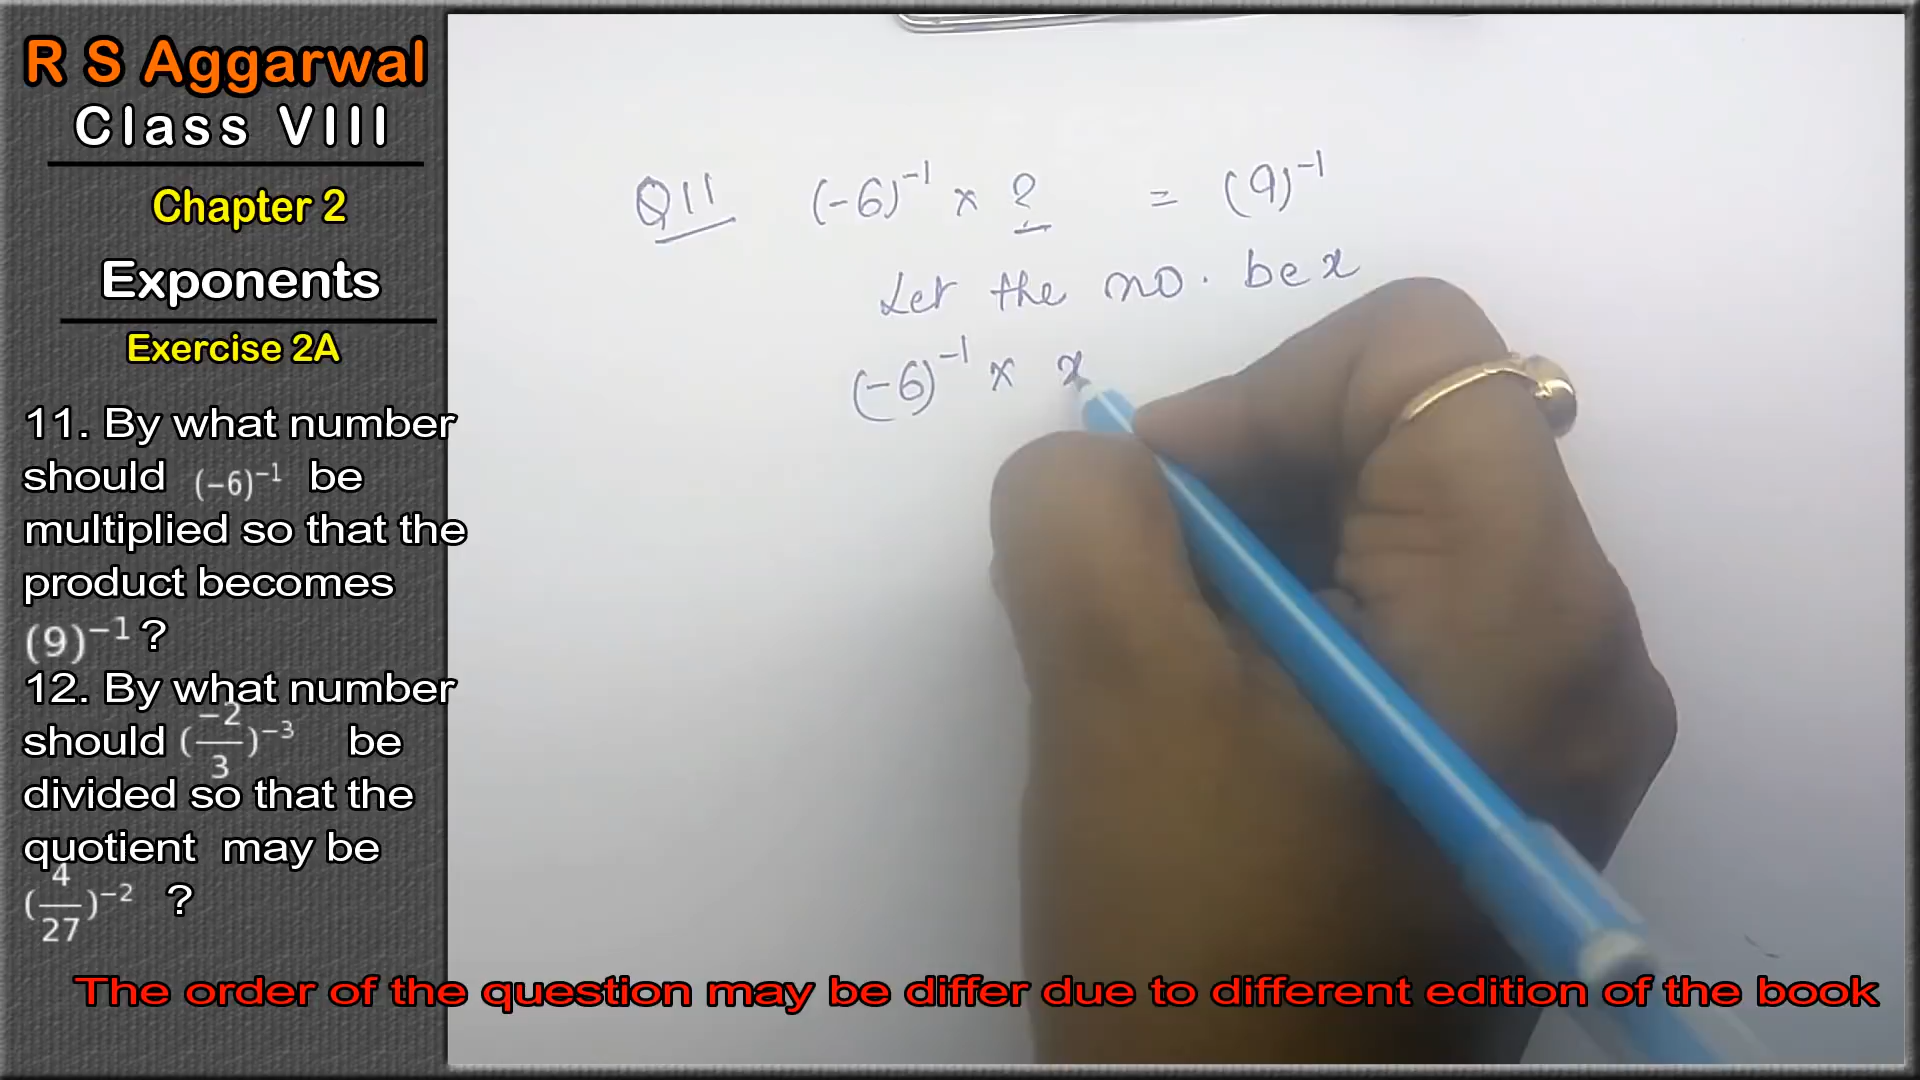 R S Aggarwal
Class VIII
Chapter 2
Exponents
Exercise 2A
11. By what number
should (−6)⁻¹ be
multiplied so that the
product becomes
(9)⁻¹ ?
12. By what number
should (−2/3)⁻³ be
divided so that the
quotient may be
(4/27)⁻² ?
Q11 (-6)⁻¹ × ? = (9)⁻¹
Let the no. be x
(-6)⁻¹ × x
The order of the question may be differ due to different edition of the book